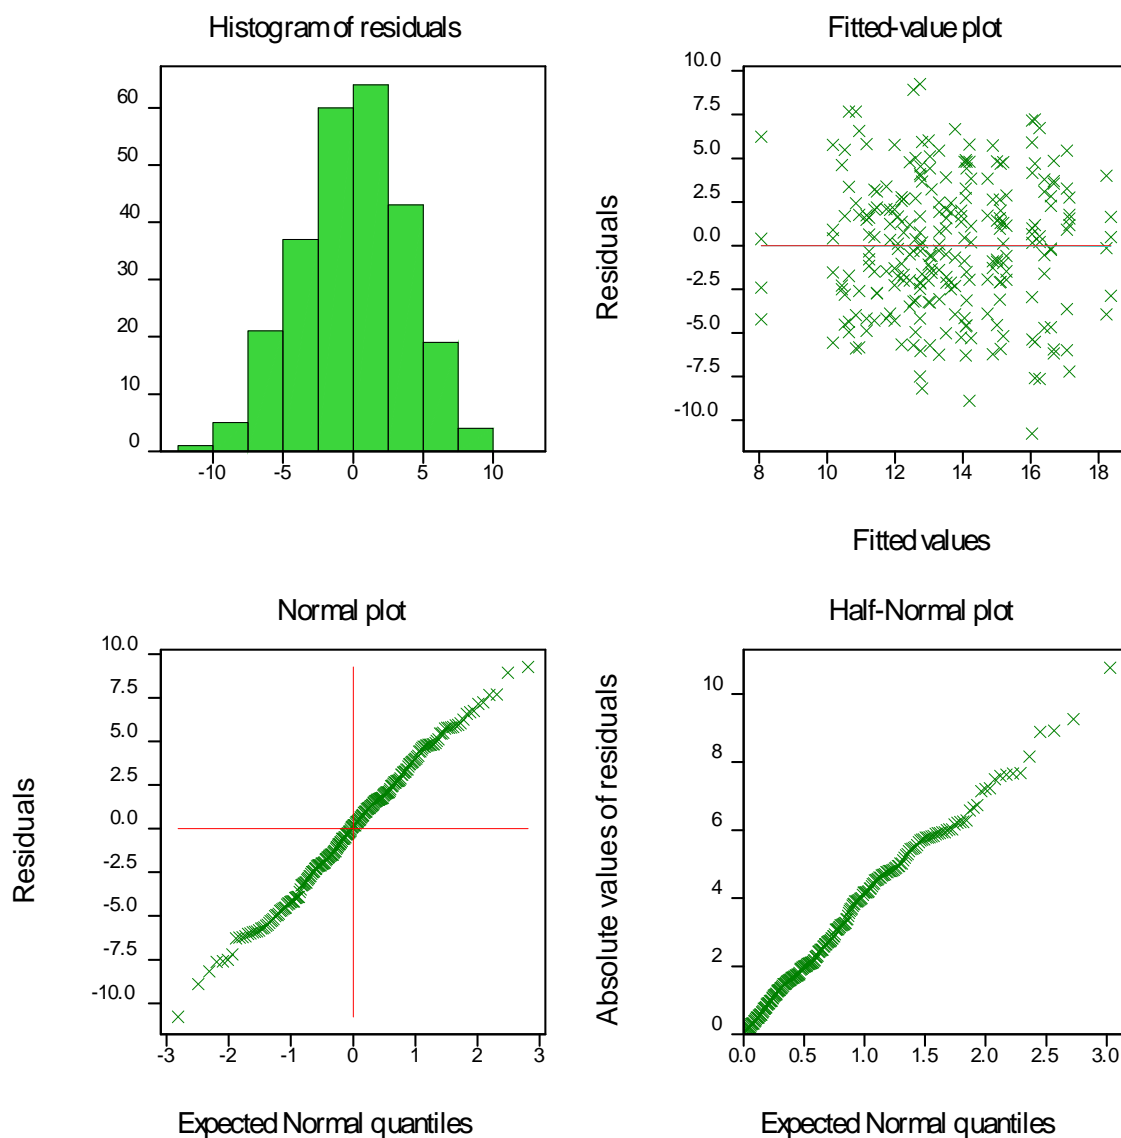 Histogram of residuals
60
50
40
30
20
10
0
-10 -5 0 5 10
Fitted-value plot
Residuals
10.0
7.5
5.0
2.5
0.0
-2.5
-5.0
-7.5
-10.0
8 10 12 14 16 18
Fitted values
Normal plot
Residuals
10.0
7.5
5.0
2.5
0.0
-2.5
-5.0
-7.5
-10.0
-3 -2 -1 0 1 2 3
Expected Normal quantiles
Half-Normal plot
Absolute values of residuals
10
8
6
4
2
0
0.0 0.5 1.0 1.5 2.0 2.5 3.0
Expected Normal quantiles